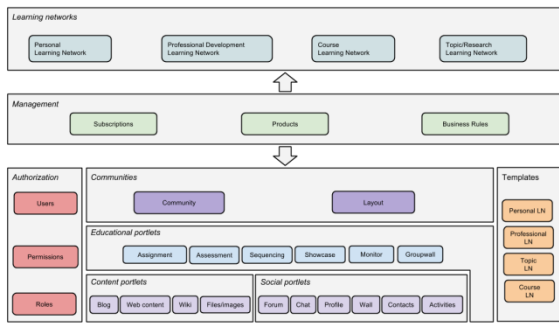 Learning networks
Personal
Learning Network
Professional Development
Learning Network
Course
Learning Network
Topic/Research
Learning Network
Management
Subscriptions
Products
Business Rules
Authorization
Users
Permissions
Roles
Communities
Community
Layout
Educational portlets
Assignment
Assessment
Sequencing
Showcase
Monitor
Groupwall
Content portlets
Blog
Web content
Wiki
Files/images
Social portlets
Forum
Chat
Profile
Wall
Contacts
Activities
Templates
Personal LN
Professional
LN
Topic
LN
Course
LN